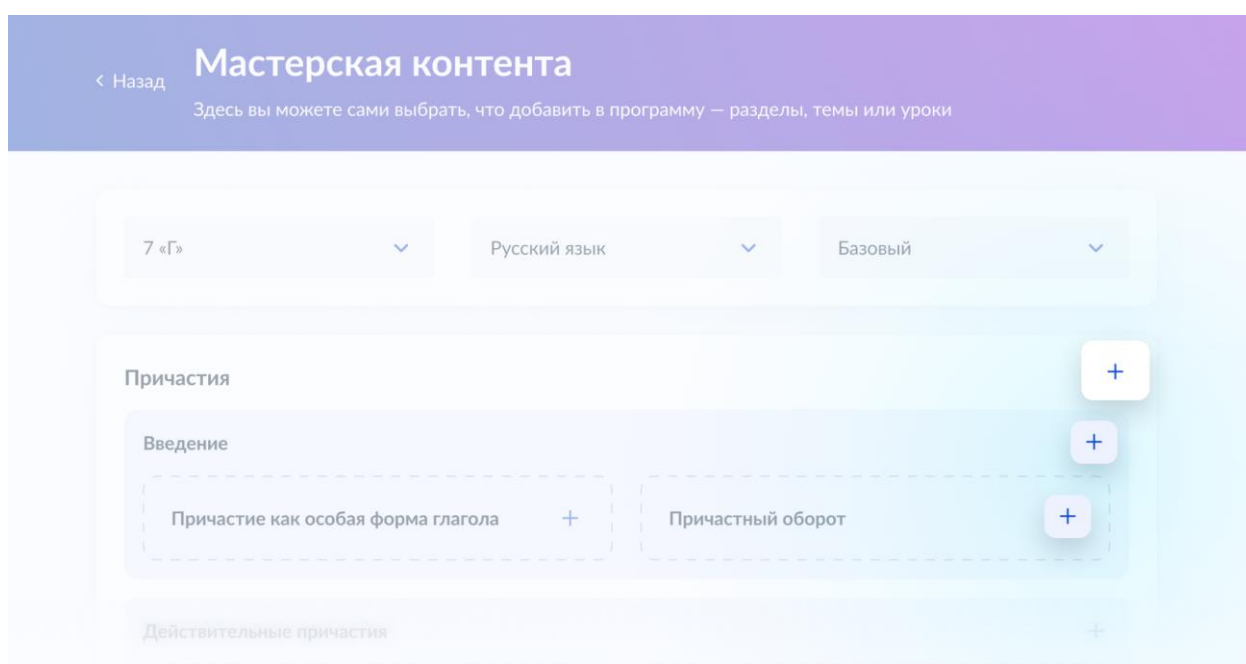 Мастерская контента
< Назад
Здесь вы можете сами выбрать, что добавить в программу — разделы, темы или уроки
7 «Г»
Русский язык
Базовый
Причастия
+
Введение
+
Причастие как особая форма глагола +
Причастный оборот +
Действительные причастия +